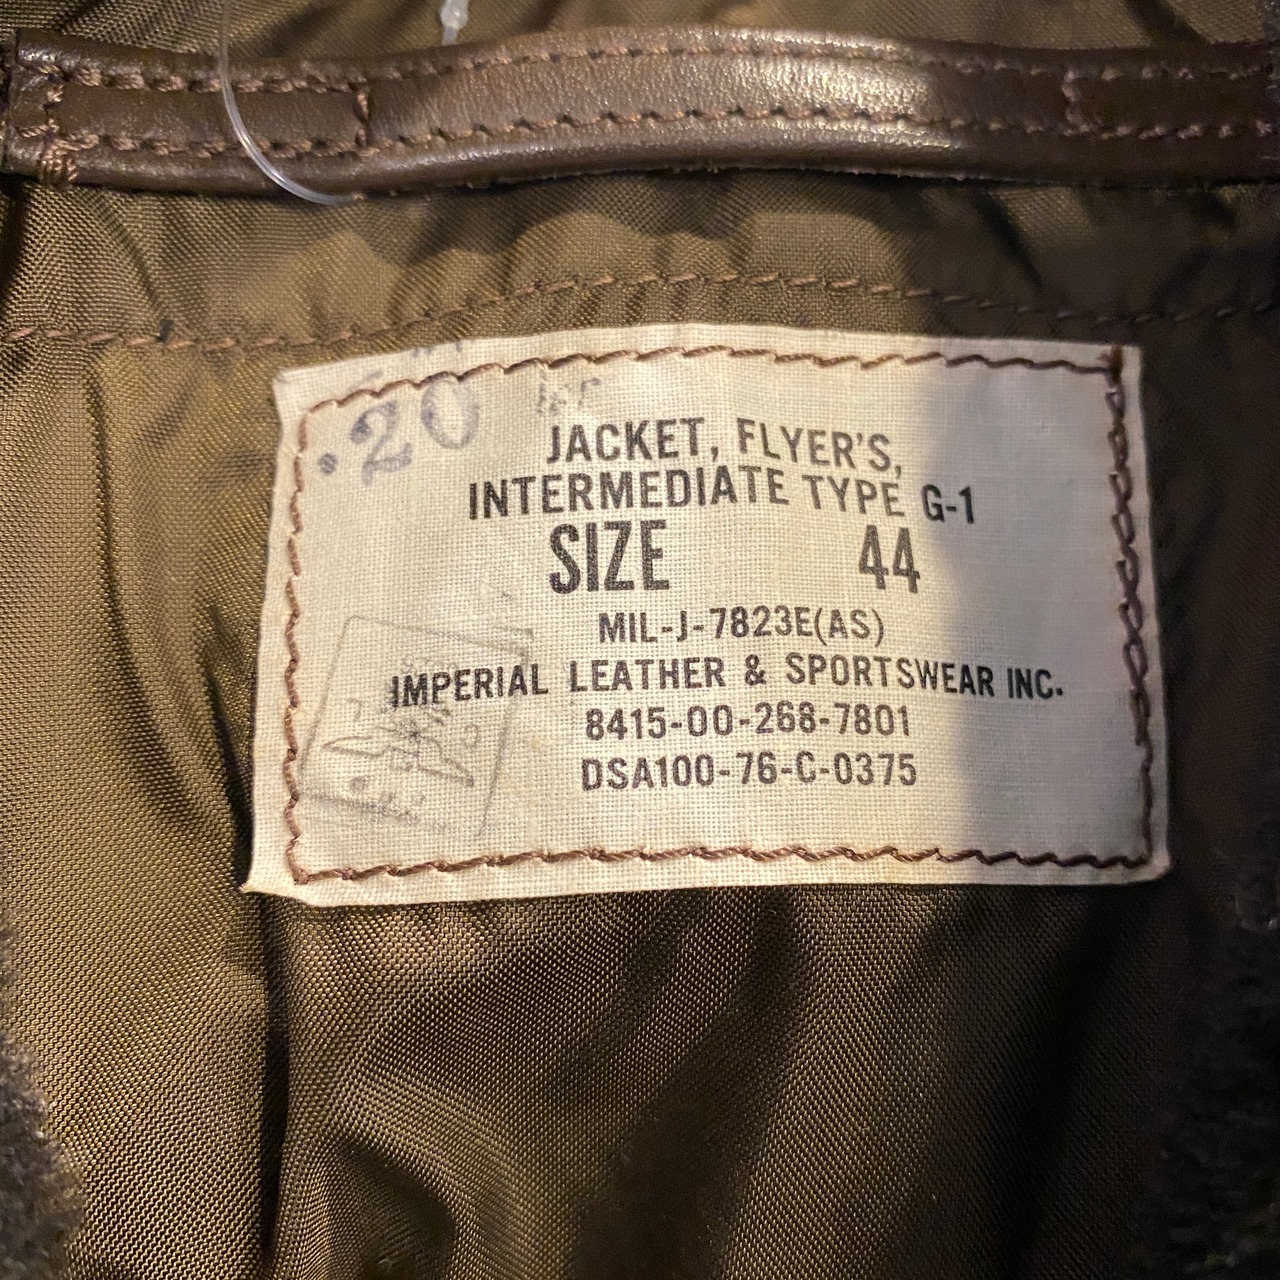 .20
JACKET, FLYER'S,
INTERMEDIATE TYPE G-1
SIZE 44
MIL-J-7823E(AS)
IMPERIAL LEATHER & SPORTSWEAR INC.
8415-00-268-7801
DSA100-76-C-0375